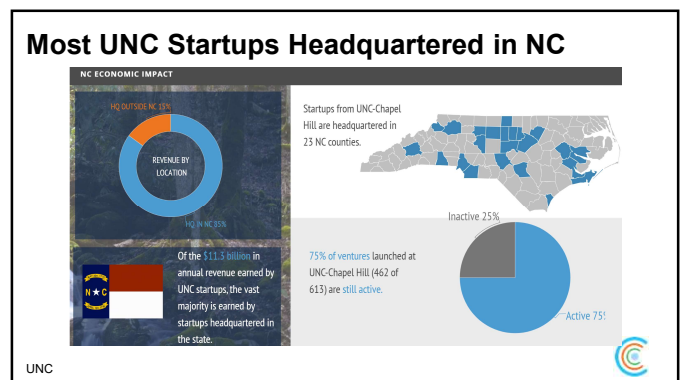 Most UNC Startups Headquartered in NC
NC ECONOMIC IMPACT
HQ OUTSIDE NC 15%
REVENUE BY
LOCATION
HQ IN NC 85%
Startups from UNC-Chapel
Hill are headquartered in
23 NC counties.
Of the $11.5 billion in
annual revenue earned by
UNC startups, the vast
majority is earned by
startups headquartered in
the state.
N★C
75% of ventures launched at
UNC-Chapel Hill (462 of
613) are still active.
Inactive 25%
Active 75%
UNC